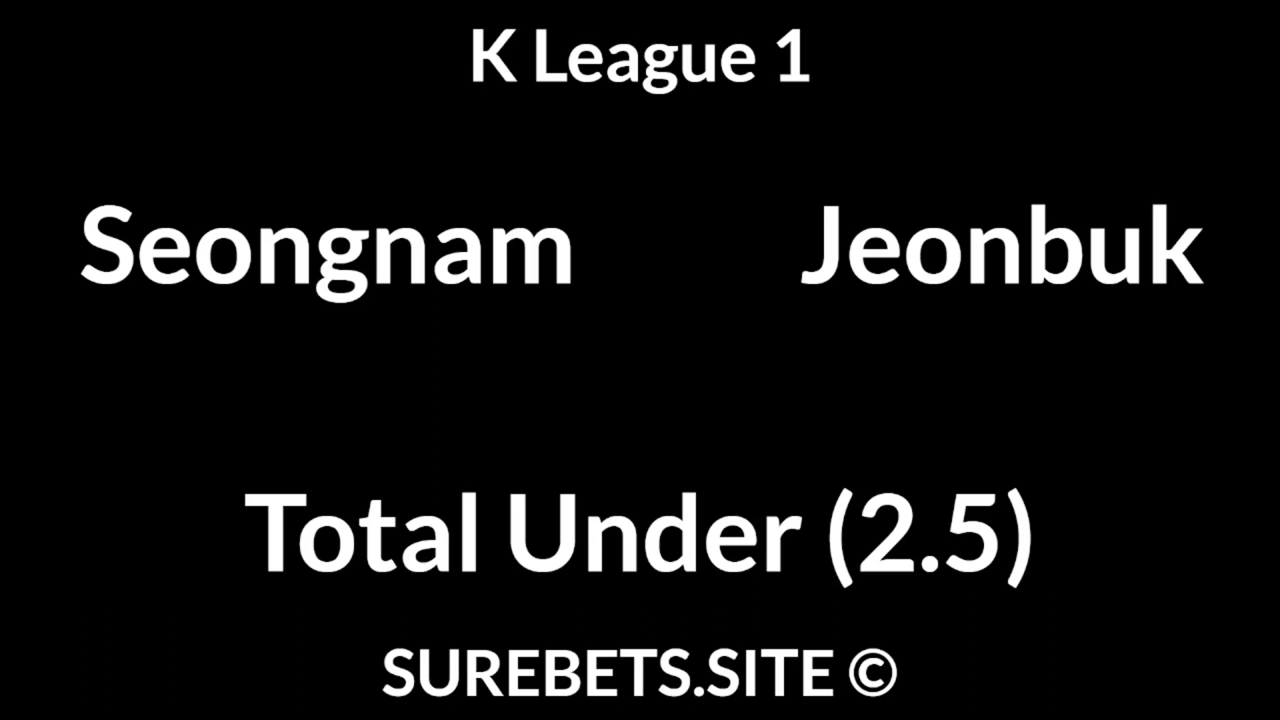 K League 1
Seongnam Jeonbuk
Total Under (2.5)
SUREBETS.SITE ©